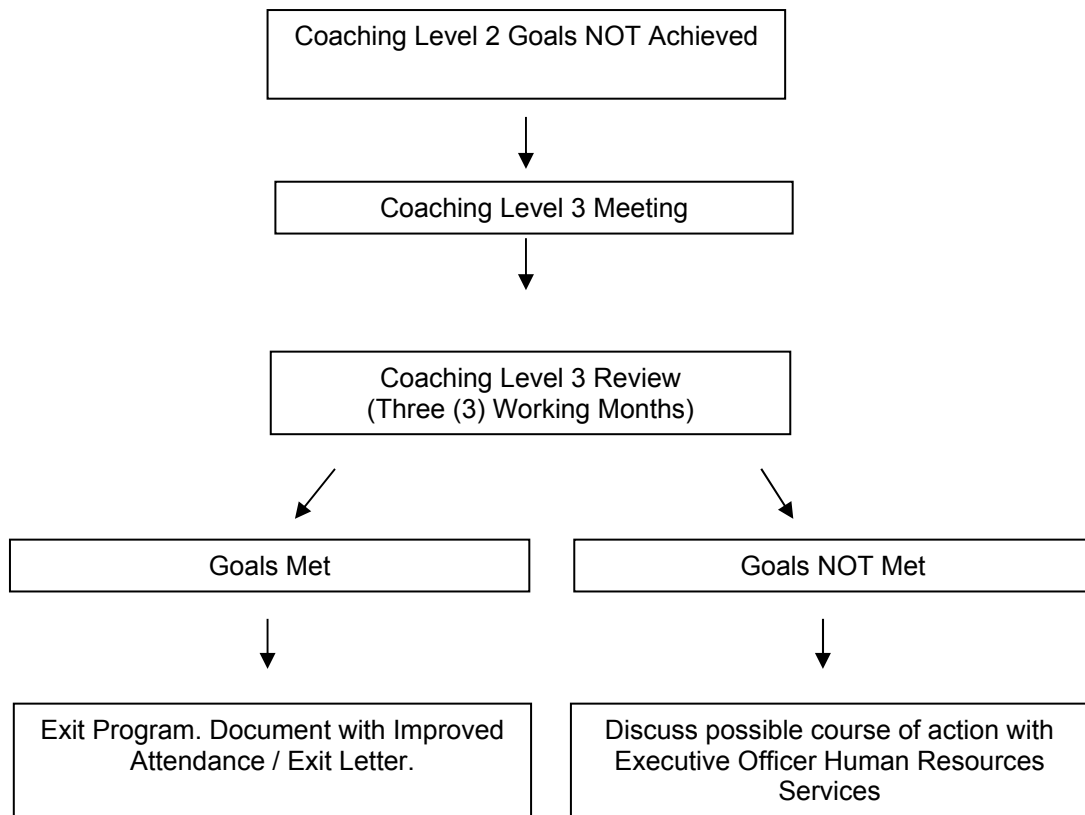 Coaching Level 2 Goals NOT Achieved
Coaching Level 3 Meeting
Coaching Level 3 Review
(Three (3) Working Months)
Goals Met
Goals NOT Met
Exit Program. Document with Improved
Attendance / Exit Letter.
Discuss possible course of action with
Executive Officer Human Resources
Services